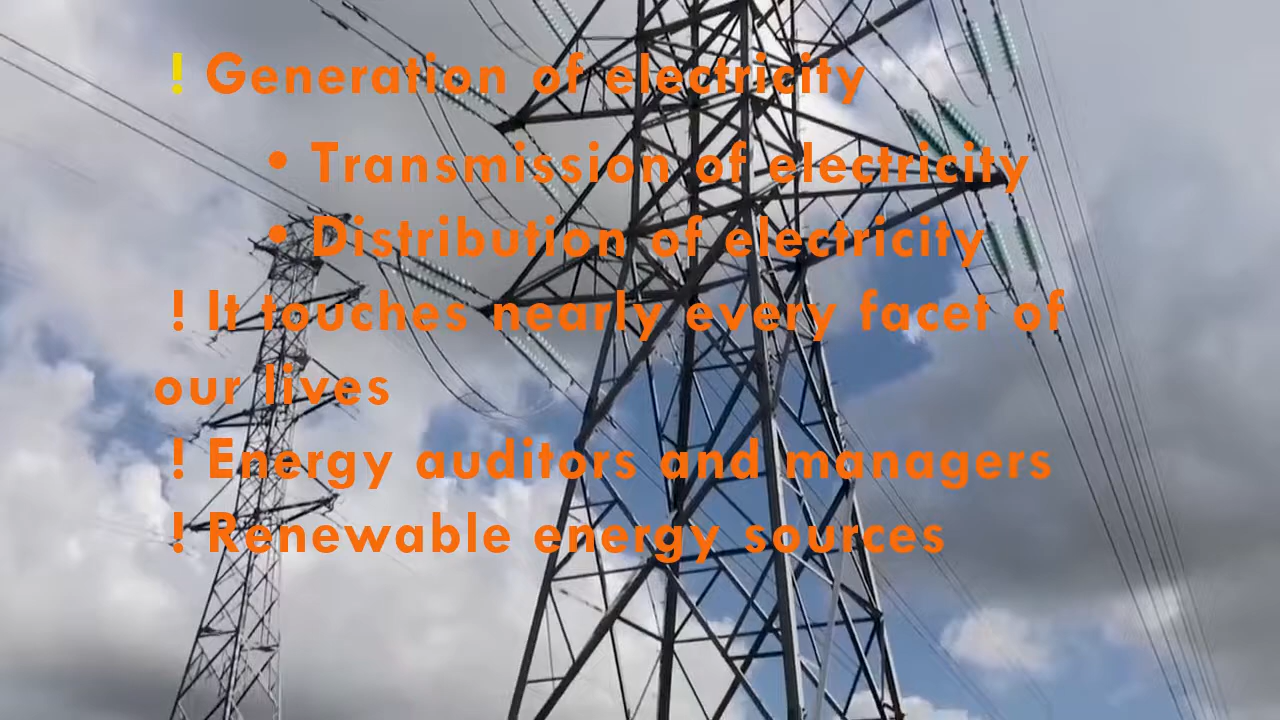 ! Generation of electricity
• Transmission of electricity
• Distribution of electricity
! It touches nearly every facet of
our lives
! Energy auditors and managers
! Renewable energy sources